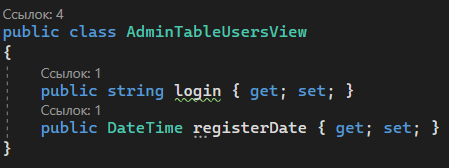 Ссылок: 4
public class AdminTableUsersView
{
Ссылок: 1
public string login { get; set; }
Ссылок: 1
public DateTime registerDate { get; set; }
}